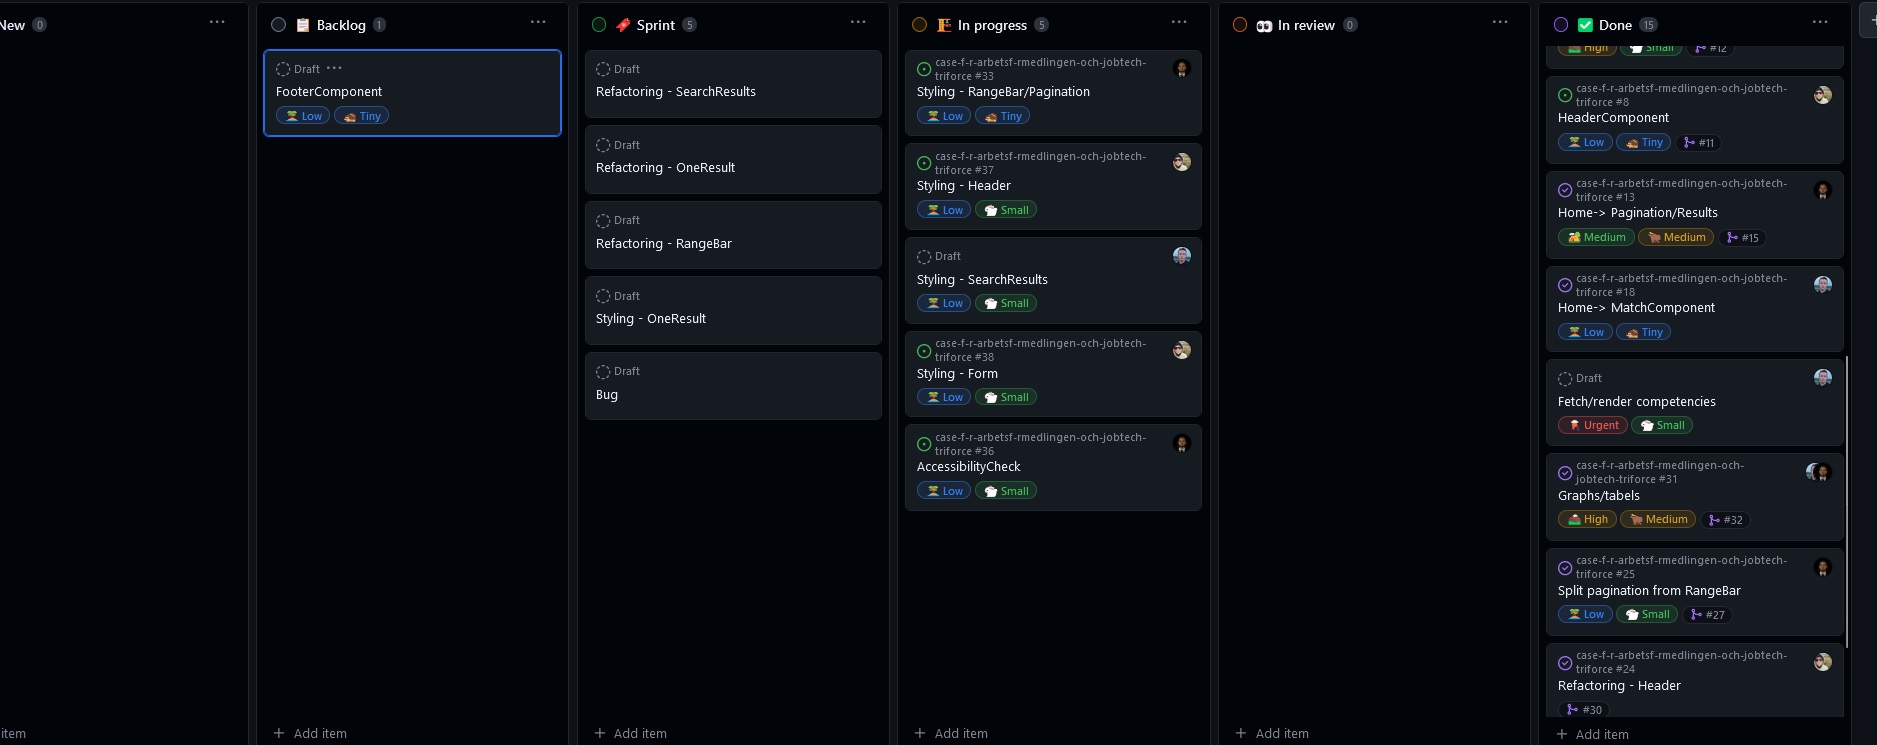 New 0
Backlog 1
Draft
FooterComponent
Low Tiny
Sprint 5
Draft
Refactoring - SearchResults
Draft
Refactoring - OneResult
Draft
Refactoring - RangeBar
Draft
Styling - OneResult
Draft
Bug
In progress 5
case-f-r-arbetsf-rmedlingen-och-jobtech-
triforce #33
Styling - RangeBar/Pagination
Low Tiny
case-f-r-arbetsf-rmedlingen-och-jobtech-
triforce #37
Styling - Header
Low Small
Draft
Styling - SearchResults
Low Small
case-f-r-arbetsf-rmedlingen-och-jobtech-
triforce #38
Styling - Form
Low Small
case-f-r-arbetsf-rmedlingen-och-jobtech-
triforce #36
AccessibilityCheck
Low Small
In review 0
Done 15
High Small #12
case-f-r-arbetsf-rmedlingen-och-jobtech-
triforce #8
HeaderComponent
Low Tiny #11
case-f-r-arbetsf-rmedlingen-och-jobtech-
triforce #13
Home-> Pagination/Results
Medium Medium #15
case-f-r-arbetsf-rmedlingen-och-jobtech-
triforce #18
Home-> MatchComponent
Low Tiny
Draft
Fetch/render competencies
Urgent Small
case-f-r-arbetsf-rmedlingen-och-
jobtech-triforce #31
Graphs/tabels
High Medium #32
case-f-r-arbetsf-rmedlingen-och-jobtech-
triforce #25
Split pagination from RangeBar
Low Small #27
case-f-r-arbetsf-rmedlingen-och-jobtech-
triforce #24
Refactoring - Header
#30
item
+ Add item
+ Add item
+ Add item
+ Add item
+ Add item